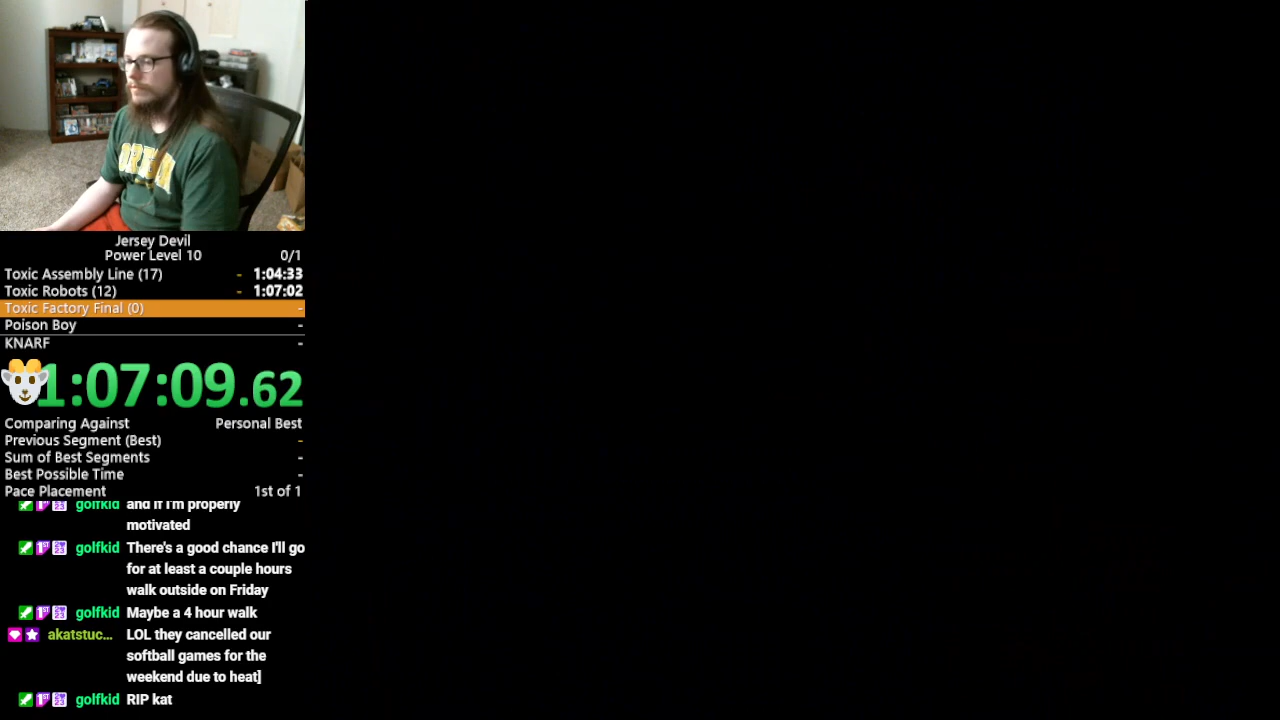 Jersey Devil
Power Level 10 0/1
Toxic Assembly Line (17) - 1:04:33
Toxic Robots (12) - 1:07:02
Toxic Factory Final (0) -
Poison Boy -
KNARF -
1:07:09.62
Comparing Against Personal Best
Previous Segment (Best) -
Sum of Best Segments -
Best Possible Time -
Pace Placement 1st of 1
golfkid and if I'm properly
motivated
golfkid There's a good chance I'll go
for at least a couple hours
walk outside on Friday
golfkid Maybe a 4 hour walk
akatstuc... LOL they cancelled our
softball games for the
weekend due to heat]
golfkid RIP kat